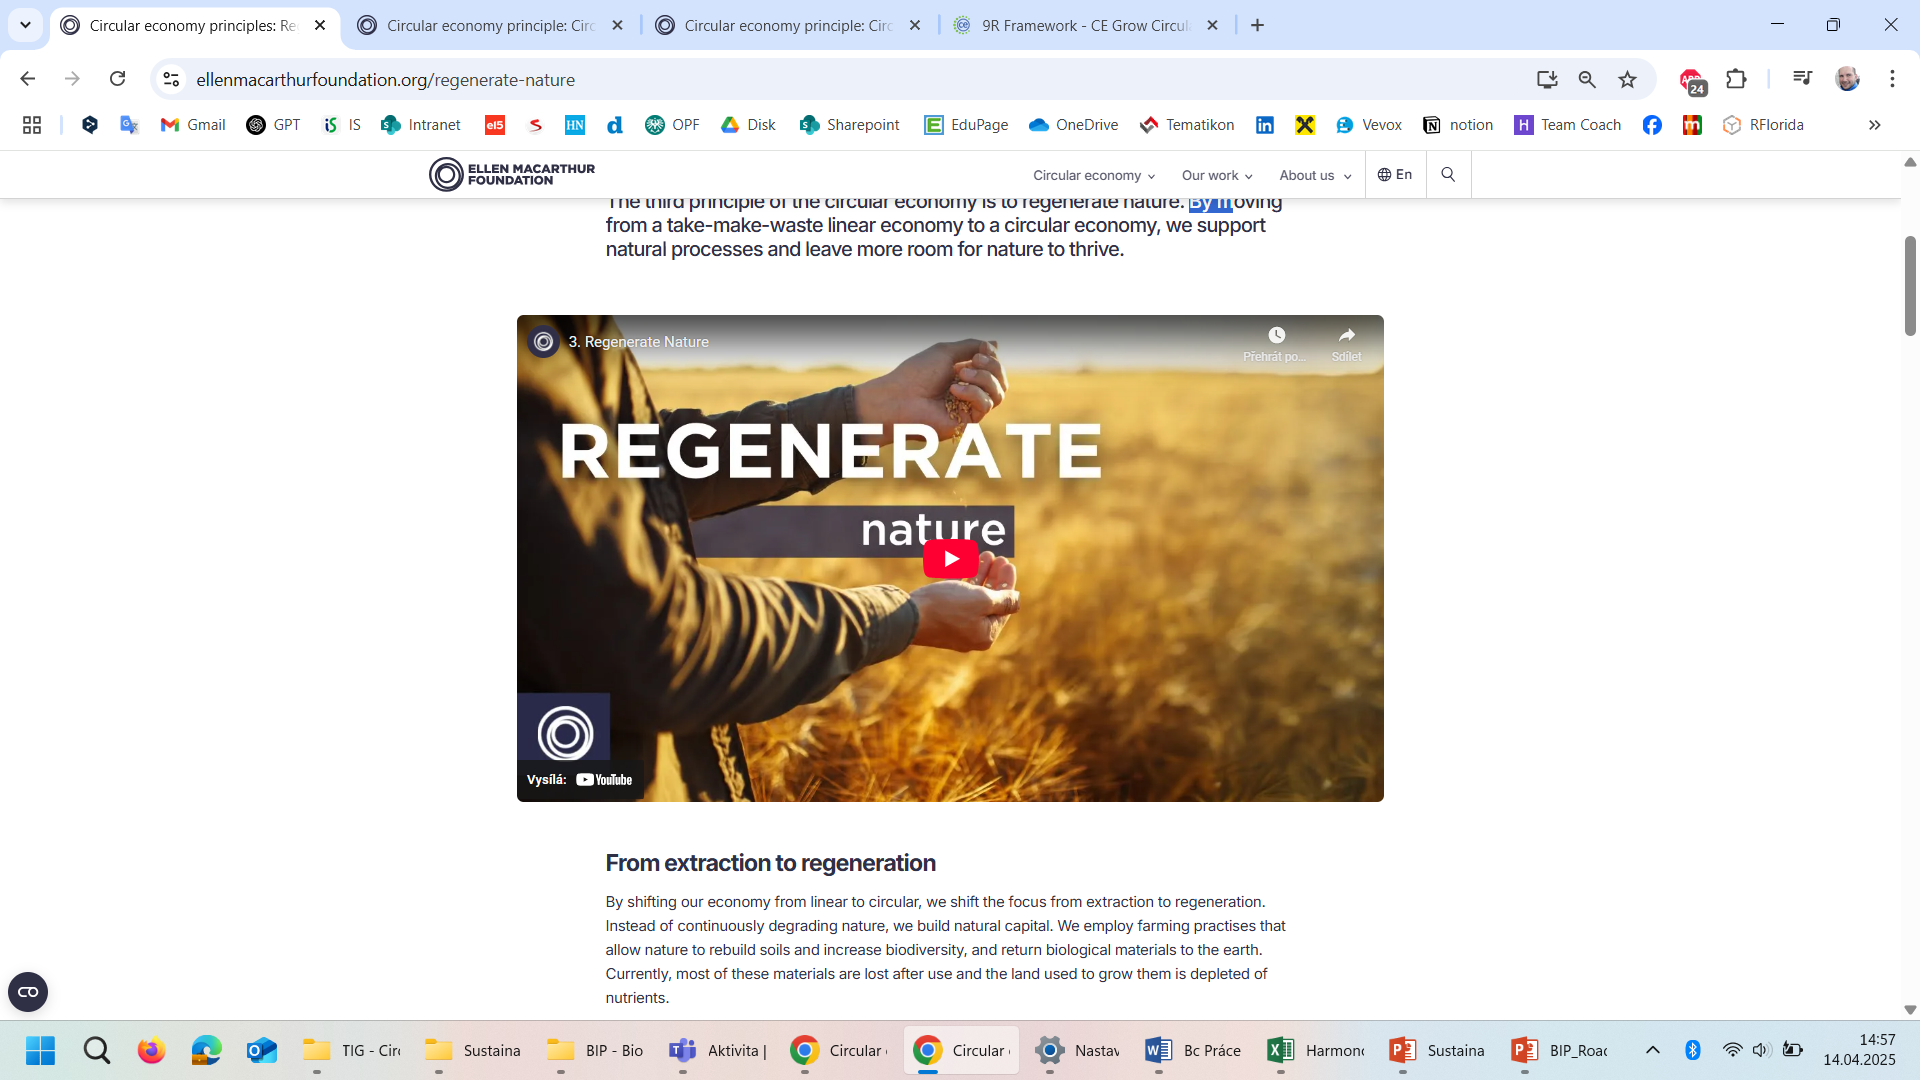 Circular economy principles: Re
Circular economy principle: Circ
Circular economy principle: Circ
9R Framework - CE Grow Circul
ellenmacarthurfoundation.org/regenerate-nature
24
Gmail
GPT
IS
Intranet
HN
OPF
Disk
Sharepoint
EduPage
OneDrive
Tematikon
Vevox
notion
Team Coach
RFlorida
ELLEN MACARTHUR
FOUNDATION
Circular economy
Our work
About us
En
The third principle of the circular economy is to regenerate nature. By moving
from a take-make-waste linear economy to a circular economy, we support
natural processes and leave more room for nature to thrive.
3. Regenerate Nature
Přehrát po...
Sdílet
REGENERATE
nature
Vysílá: YouTube
From extraction to regeneration
By shifting our economy from linear to circular, we shift the focus from extraction to regeneration.
Instead of continuously degrading nature, we build natural capital. We employ farming practises that
allow nature to rebuild soils and increase biodiversity, and return biological materials to the earth.
Currently, most of these materials are lost after use and the land used to grow them is depleted of
nutrients.
TIG - Circ
Sustaina
BIP - Bio
Aktivita |
Circular
Circular
Nastav
Bc Práce
Harmono
Sustaina
BIP_Road
14:57
14.04.2025